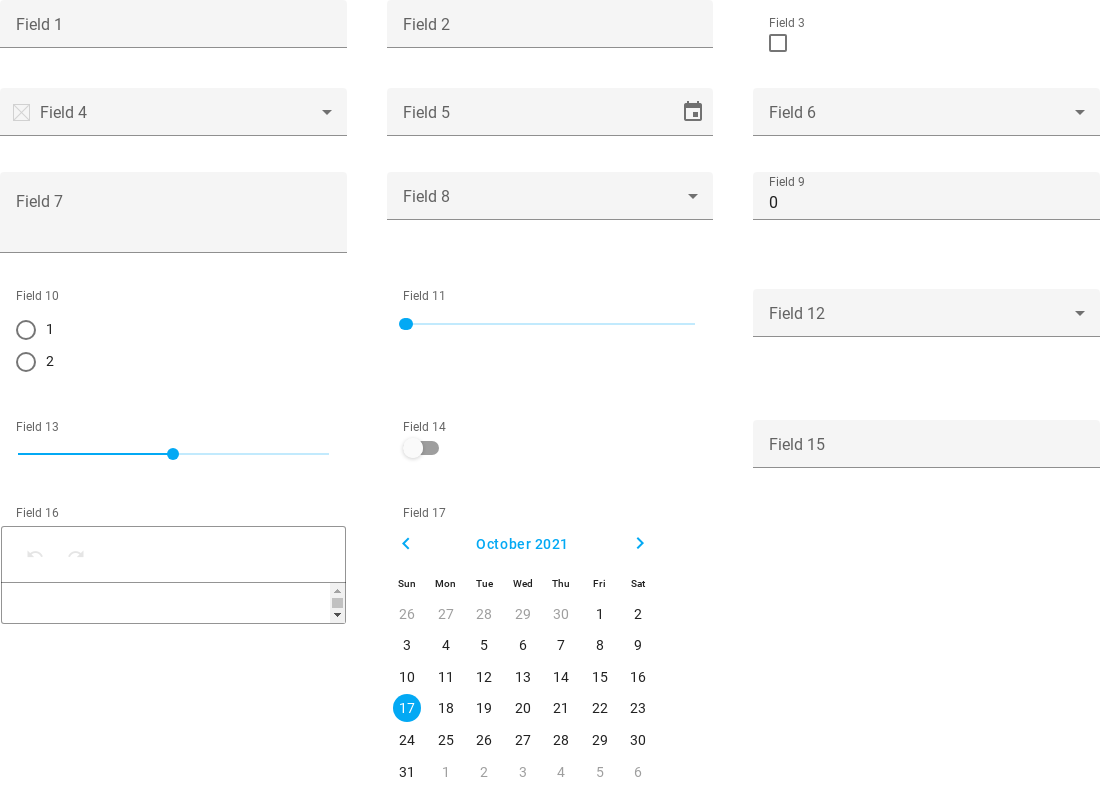 Field 1
Field 2
Field 3
Field 4
Field 5
Field 6
Field 7
Field 8
Field 9
0
Field 10
1
2
Field 11
Field 12
Field 13
Field 14
Field 15
Field 16
Field 17
October 2021
Sun Mon Tue Wed Thu Fri Sat
26 27 28 29 30 1 2
3 4 5 6 7 8 9
10 11 12 13 14 15 16
17 18 19 20 21 22 23
24 25 26 27 28 29 30
31 1 2 3 4 5 6